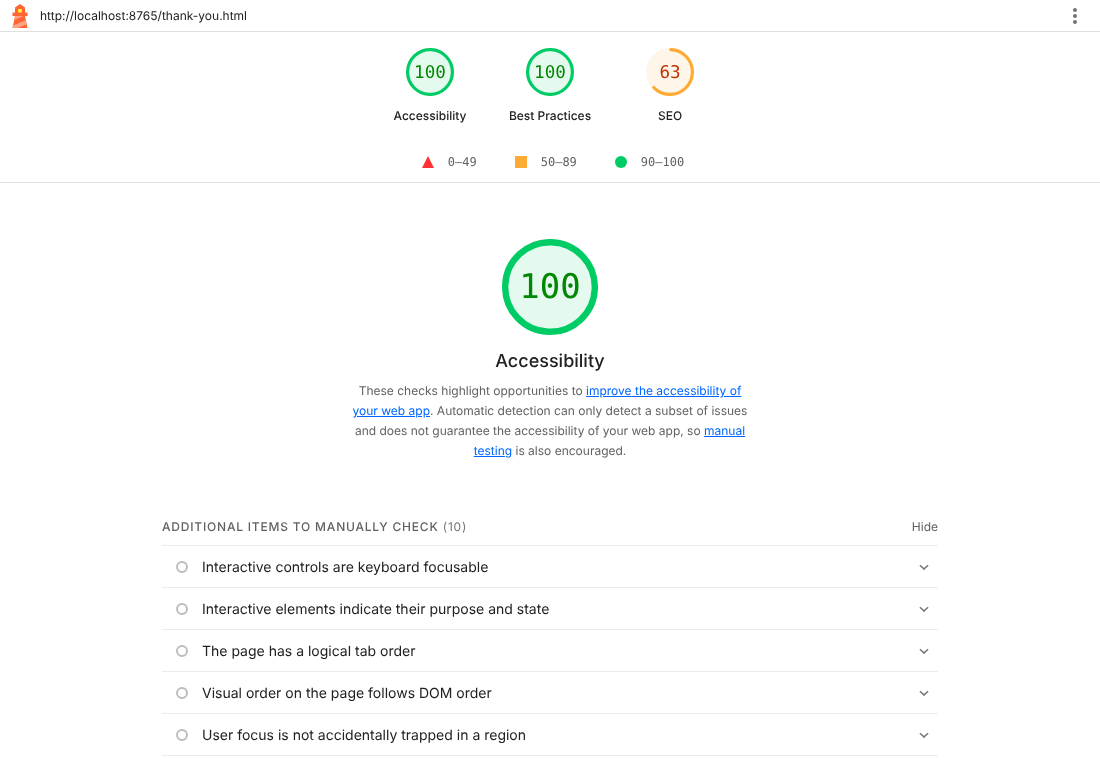 http://localhost:8765/thank-you.html
100
100
63
Accessibility
Best Practices
SEO
0–49
50–89
90–100
100
Accessibility
These checks highlight opportunities to improve the accessibility of
your web app. Automatic detection can only detect a subset of issues
and does not guarantee the accessibility of your web app, so manual
testing is also encouraged.
ADDITIONAL ITEMS TO MANUALLY CHECK (10)
Hide
Interactive controls are keyboard focusable
Interactive elements indicate their purpose and state
The page has a logical tab order
Visual order on the page follows DOM order
User focus is not accidentally trapped in a region